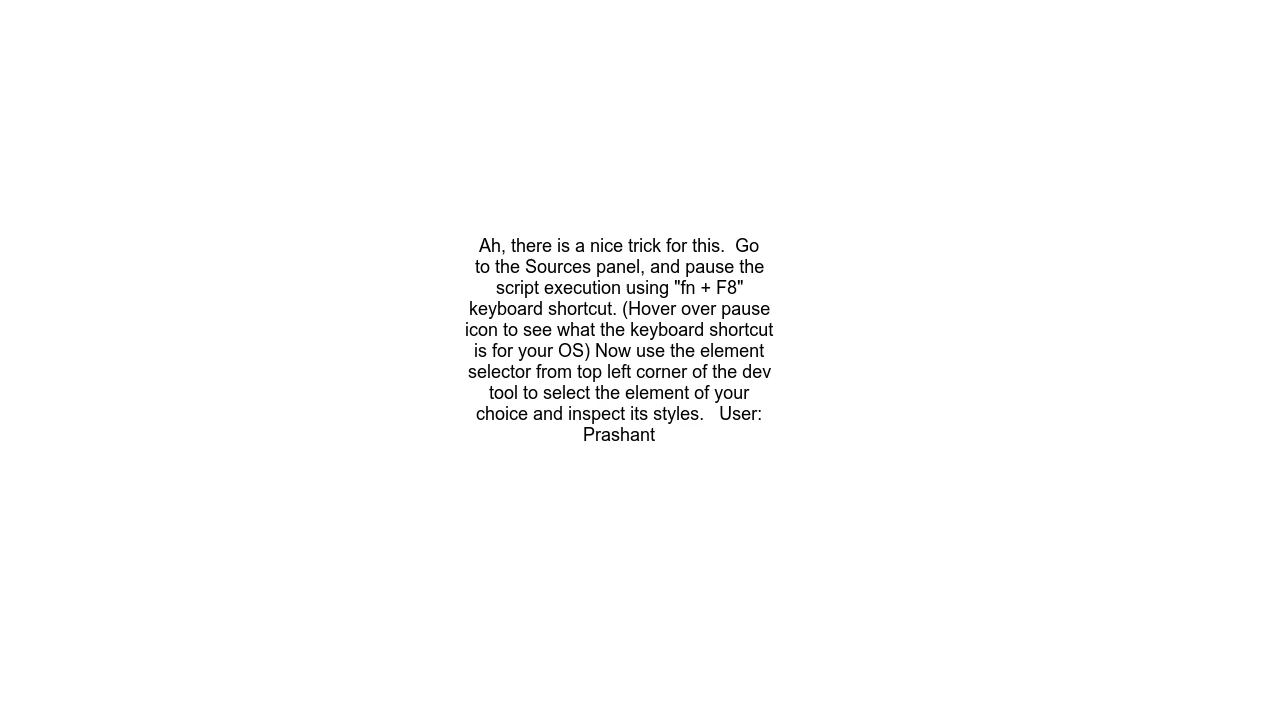 Ah, there is a nice trick for this.  Go
to the Sources panel, and pause the
script execution using "fn + F8"
keyboard shortcut. (Hover over pause
icon to see what the keyboard shortcut
is for your OS) Now use the element
selector from top left corner of the dev
tool to select the element of your
choice and inspect its styles.   User:
Prashant